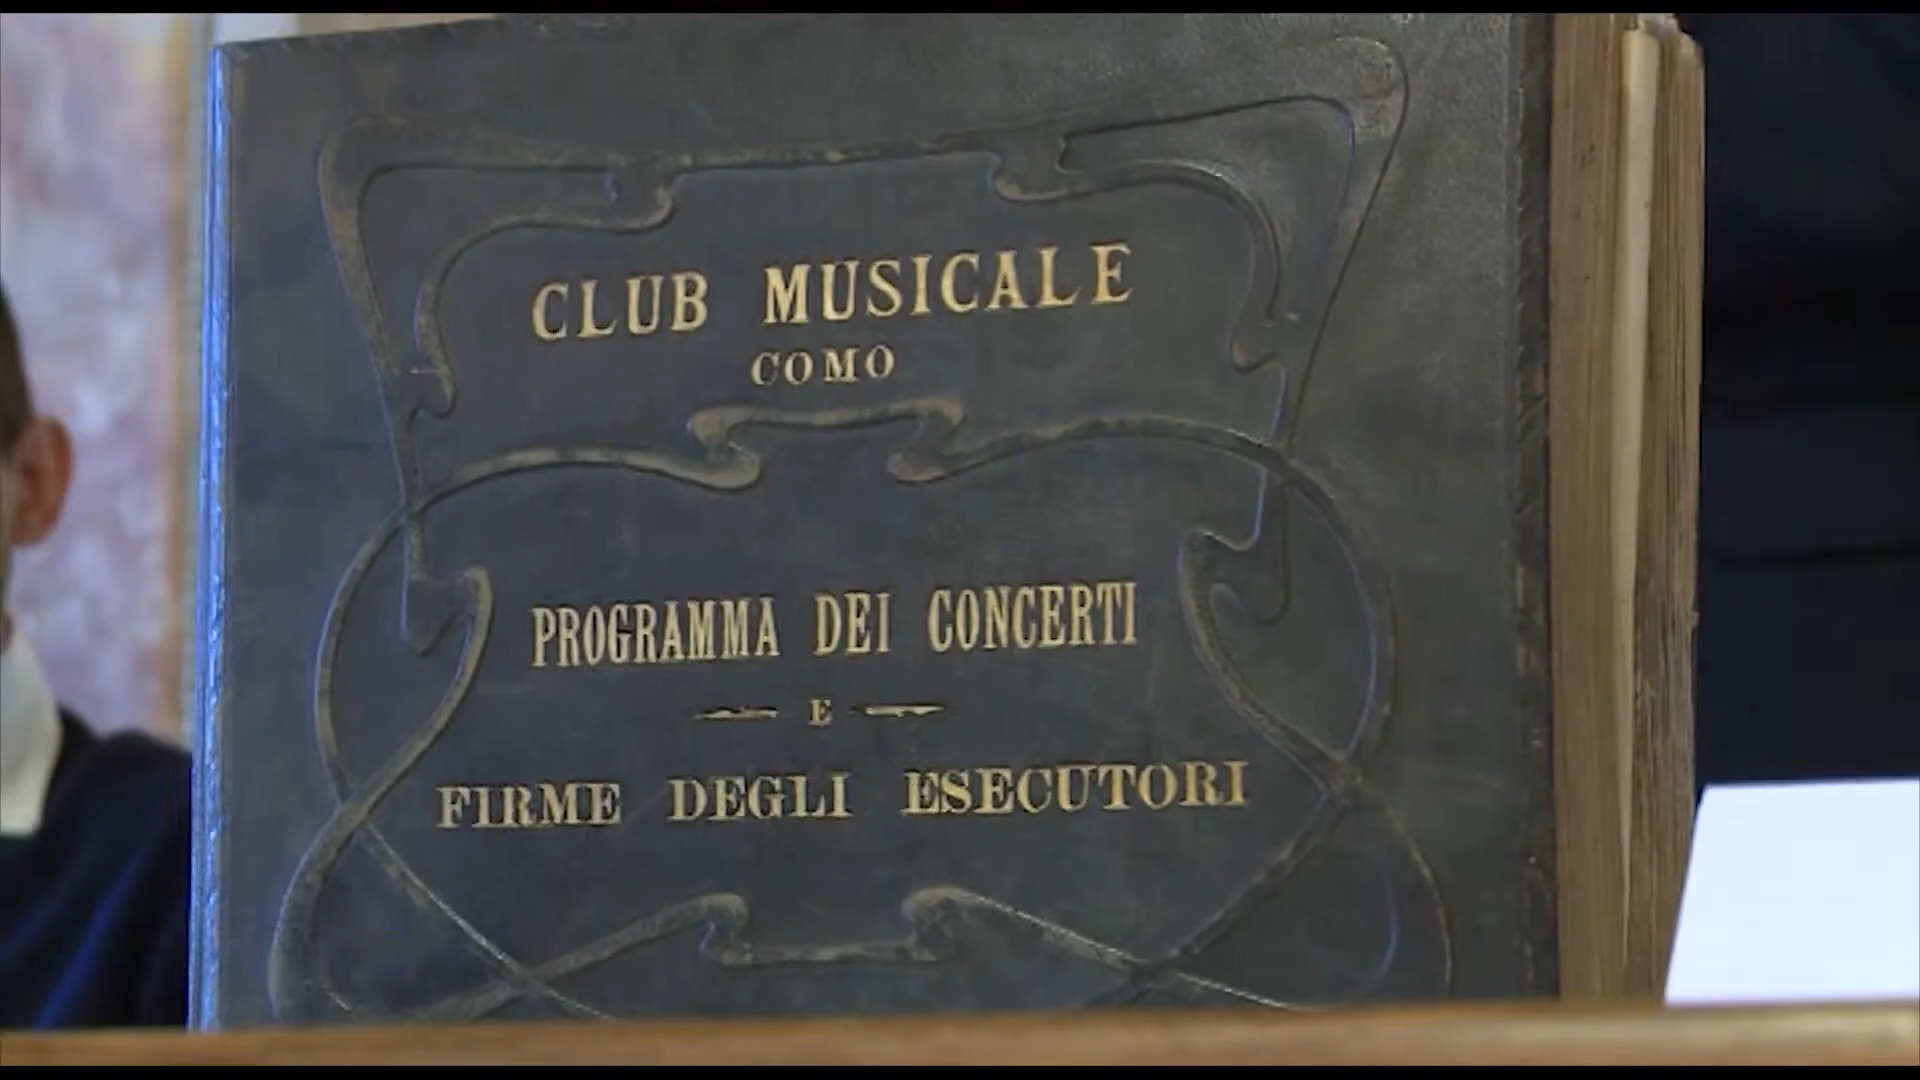 CLUB MUSICALE
COMO
PROGRAMMA DEI CONCERTI
E
FIRME DEGLI ESECUTORI